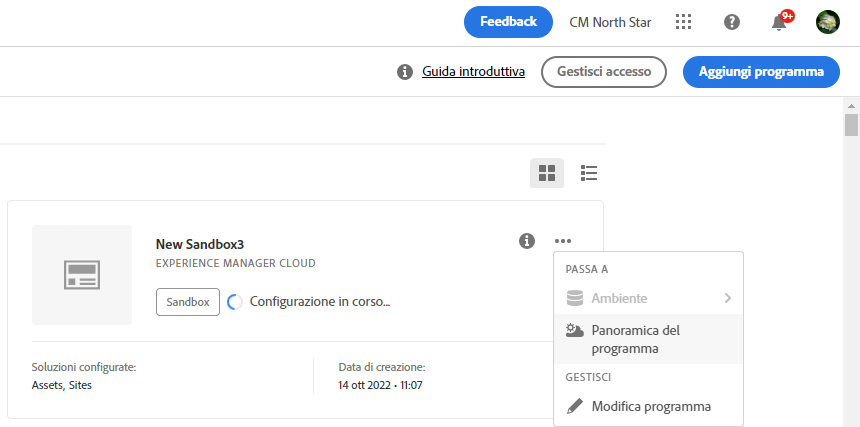 Feedback
CM North Star
9+
Guida introduttiva
Gestisci accesso
Aggiungi programma
New Sandbox3
EXPERIENCE MANAGER CLOUD
Sandbox
Configurazione in corso...
Soluzioni configurate:
Assets, Sites
Data di creazione:
14 ott 2022 • 11:07
PASSA A
Ambiente
Panoramica del
programma
GESTISCI
Modifica programma